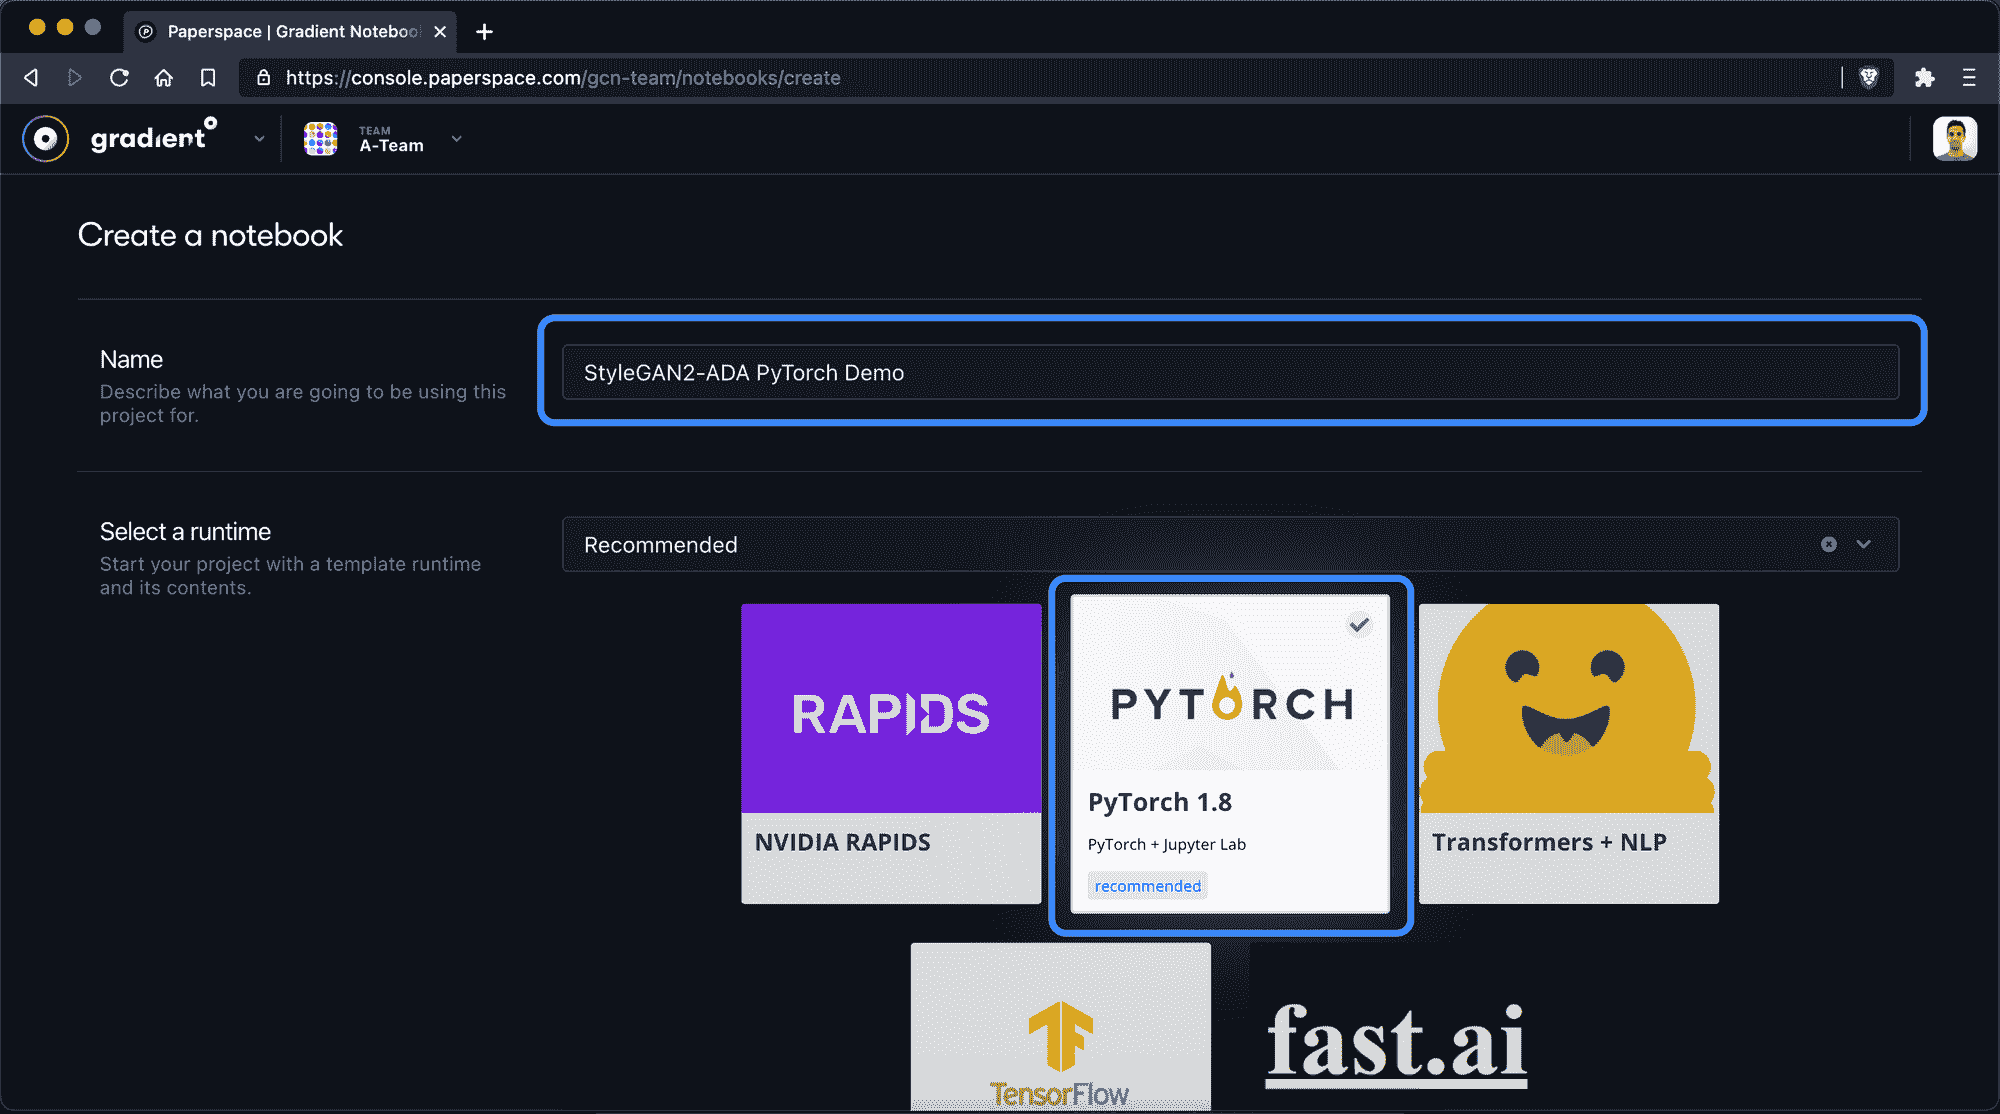 Paperspace | Gradient Noteboo
https://console.paperspace.com/gcn-team/notebooks/create
gradient
TEAM
A-Team
Create a notebook
Name
Describe what you are going to be using this
project for.
StyleGAN2-ADA PyTorch Demo
Select a runtime
Start your project with a template runtime
and its contents.
Recommended
RAPIDS
NVIDIA RAPIDS
PYTORCH
PyTorch 1.8
PyTorch + Jupyter Lab
recommended
Transformers + NLP
TensorFlow
fast.ai